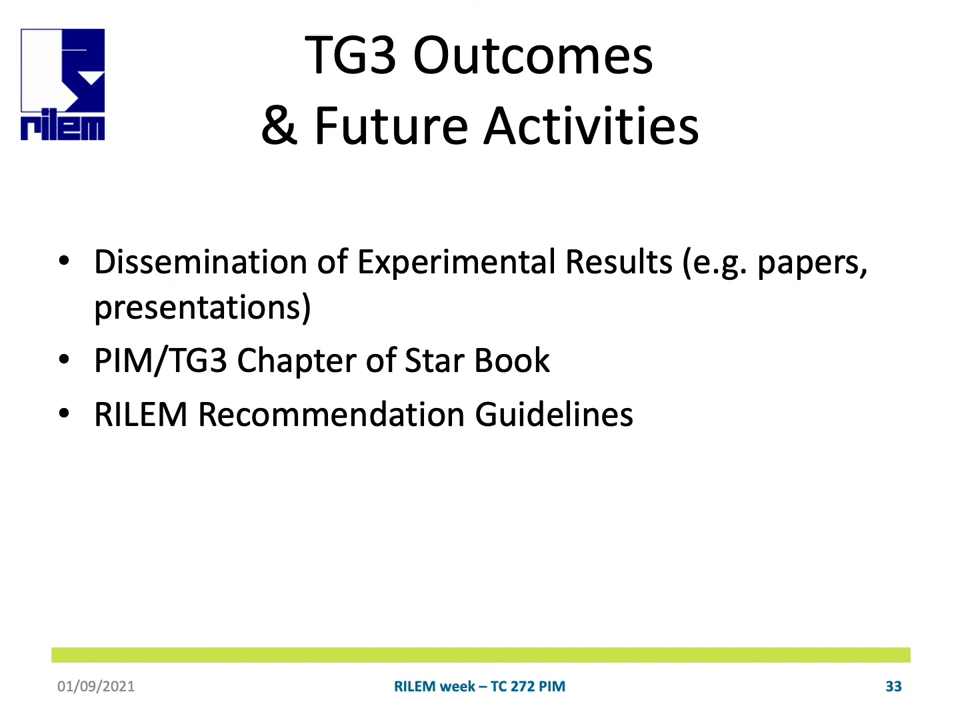 rilem
TG3 Outcomes
& Future Activities
• Dissemination of Experimental Results (e.g. papers,
presentations)
• PIM/TG3 Chapter of Star Book
• RILEM Recommendation Guidelines
01/09/2021
RILEM week – TC 272 PIM
33